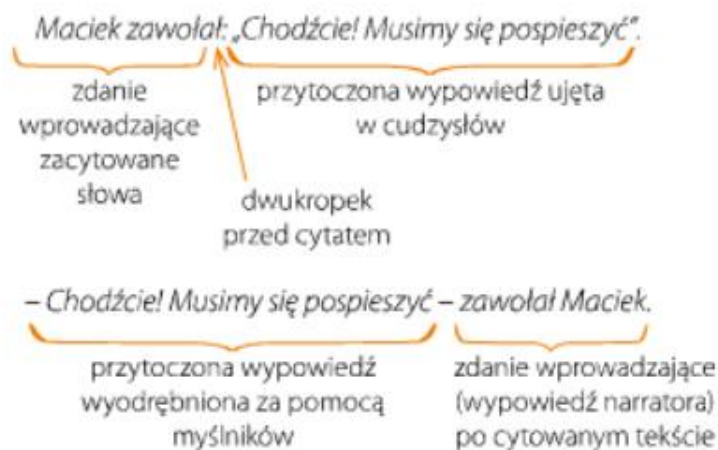 Maciek zawołał: „Chodźcie! Musimy się pospieszyć”.
zdanie
wprowadzające
zacytowane
słowa
przytoczona wypowiedź ujęta
w cudzysłów
dwukropek
przed cytatem
– Chodźcie! Musimy się pospieszyć – zawołał Maciek.
przytoczona wypowiedź
wyodrębniona za pomocą
myślników
zdanie wprowadzające
(wypowiedź narratora)
po cytowanym tekście